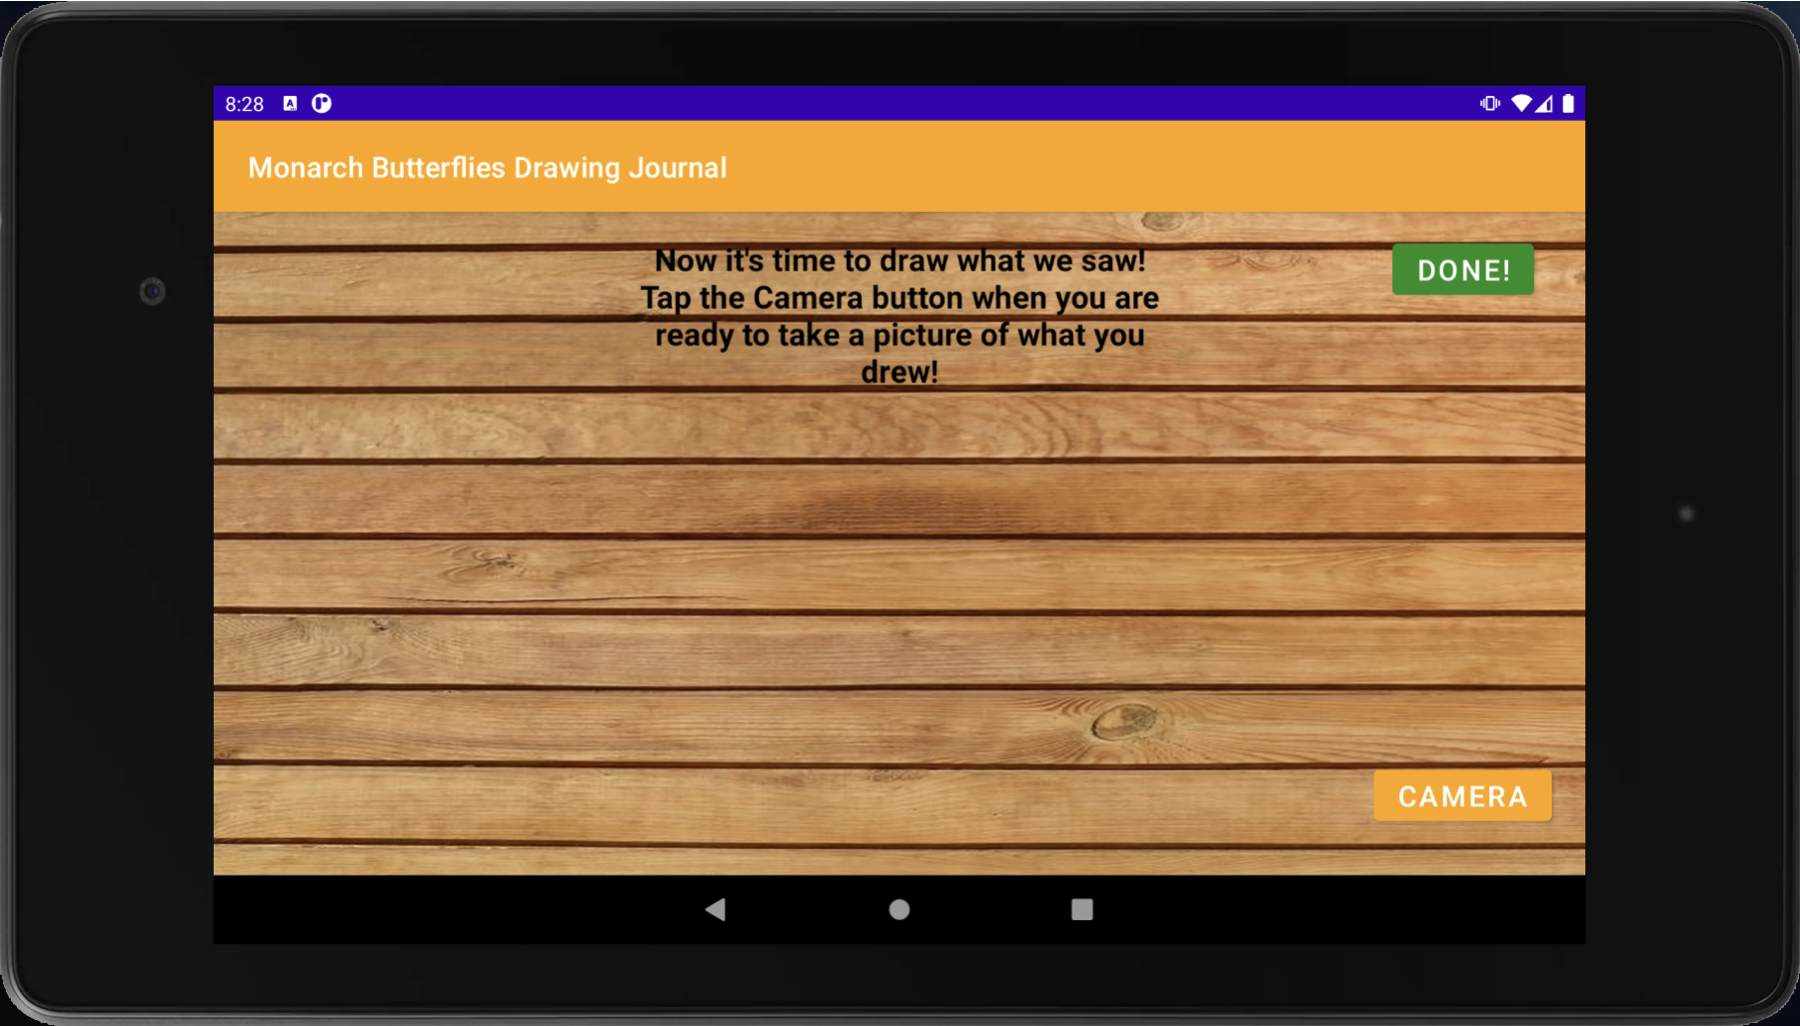 8:28
Monarch Butterflies Drawing Journal
Now it's time to draw what we saw!
Tap the Camera button when you are
ready to take a picture of what you
drew!
DONE!
CAMERA